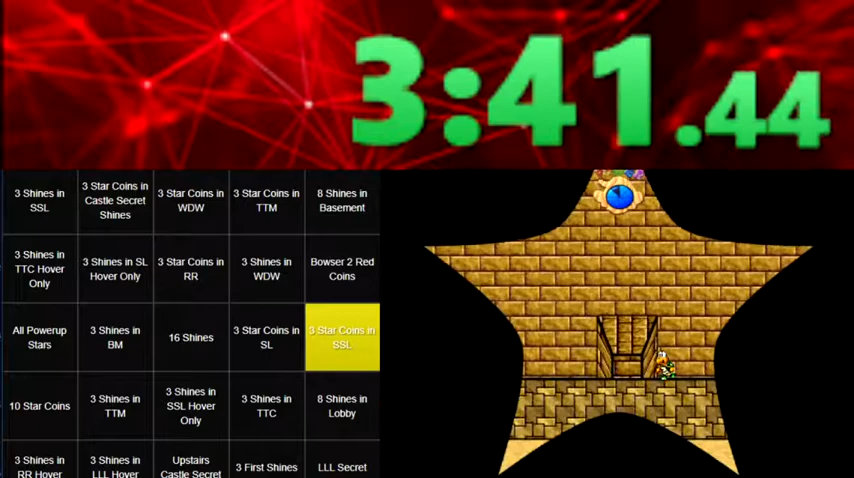 3:41.44
3 Shines in
SSL
3 Star Coins in
Castle Secret
Shines
3 Star Coins in
WDW
3 Star Coins in
TTM
8 Shines in
Basement
3 Shines in
TTC Hover
Only
3 Shines in SL
Hover Only
3 Star Coins in
RR
3 Shines in
WDW
Bowser 2 Red
Coins
All Powerup
Stars
3 Shines in
BM
16 Shines
3 Star Coins in
SL
3 Star Coins in
SSL
10 Star Coins
3 Shines in
TTM
3 Shines in
SSL Hover
Only
3 Shines in
TTC
8 Shines in
Lobby
3 Shines in
RR Hover
3 Shines in
LLL Hover
Upstairs
Castle Secret
3 First Shines
LLL Secret